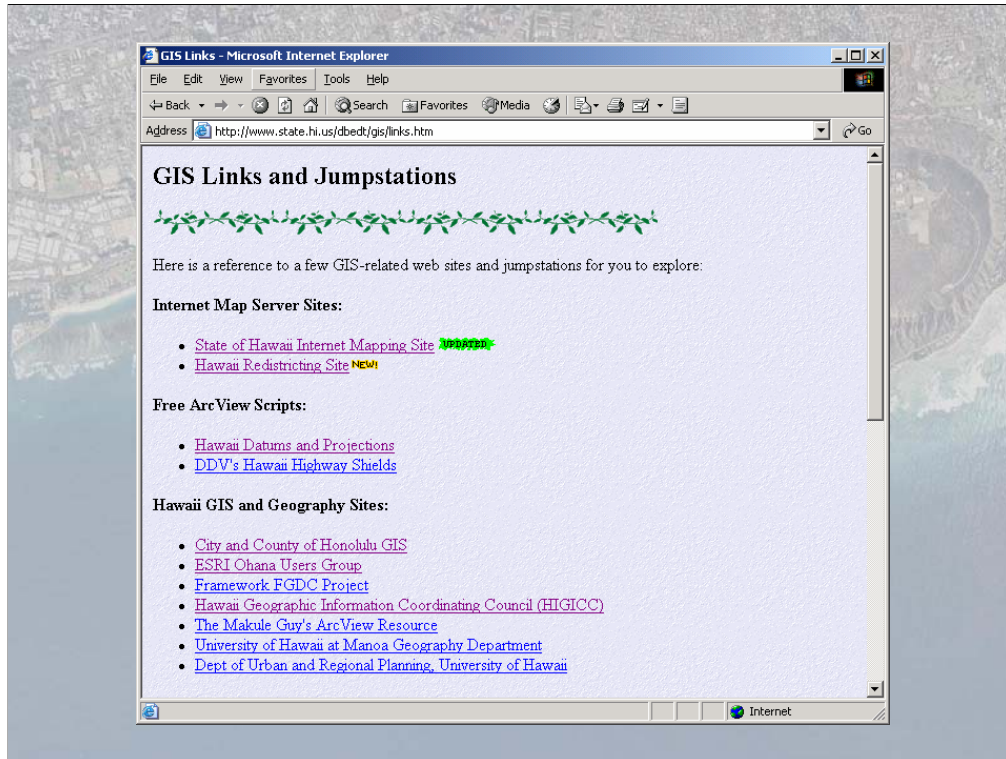 GIS Links - Microsoft Internet Explorer
File Edit View Favorites Tools Help
Back Search Favorites Media
Address http://www.state.hi.us/dbedt/gis/links.htm Go
GIS Links and Jumpstations
Here is a reference to a few GIS-related web sites and jumpstations for you to explore:
Internet Map Server Sites:
State of Hawaii Internet Mapping Site UPDATED
Hawaii Redistricting Site NEW!
Free ArcView Scripts:
Hawaii Datums and Projections
DDV's Hawaii Highway Shields
Hawaii GIS and Geography Sites:
City and County of Honolulu GIS
ESRI Ohana Users Group
Framework FGDC Project
Hawaii Geographic Information Coordinating Council (HIGICC)
The Makule Guy's ArcView Resource
University of Hawaii at Manoa Geography Department
Dept of Urban and Regional Planning, University of Hawaii
Internet